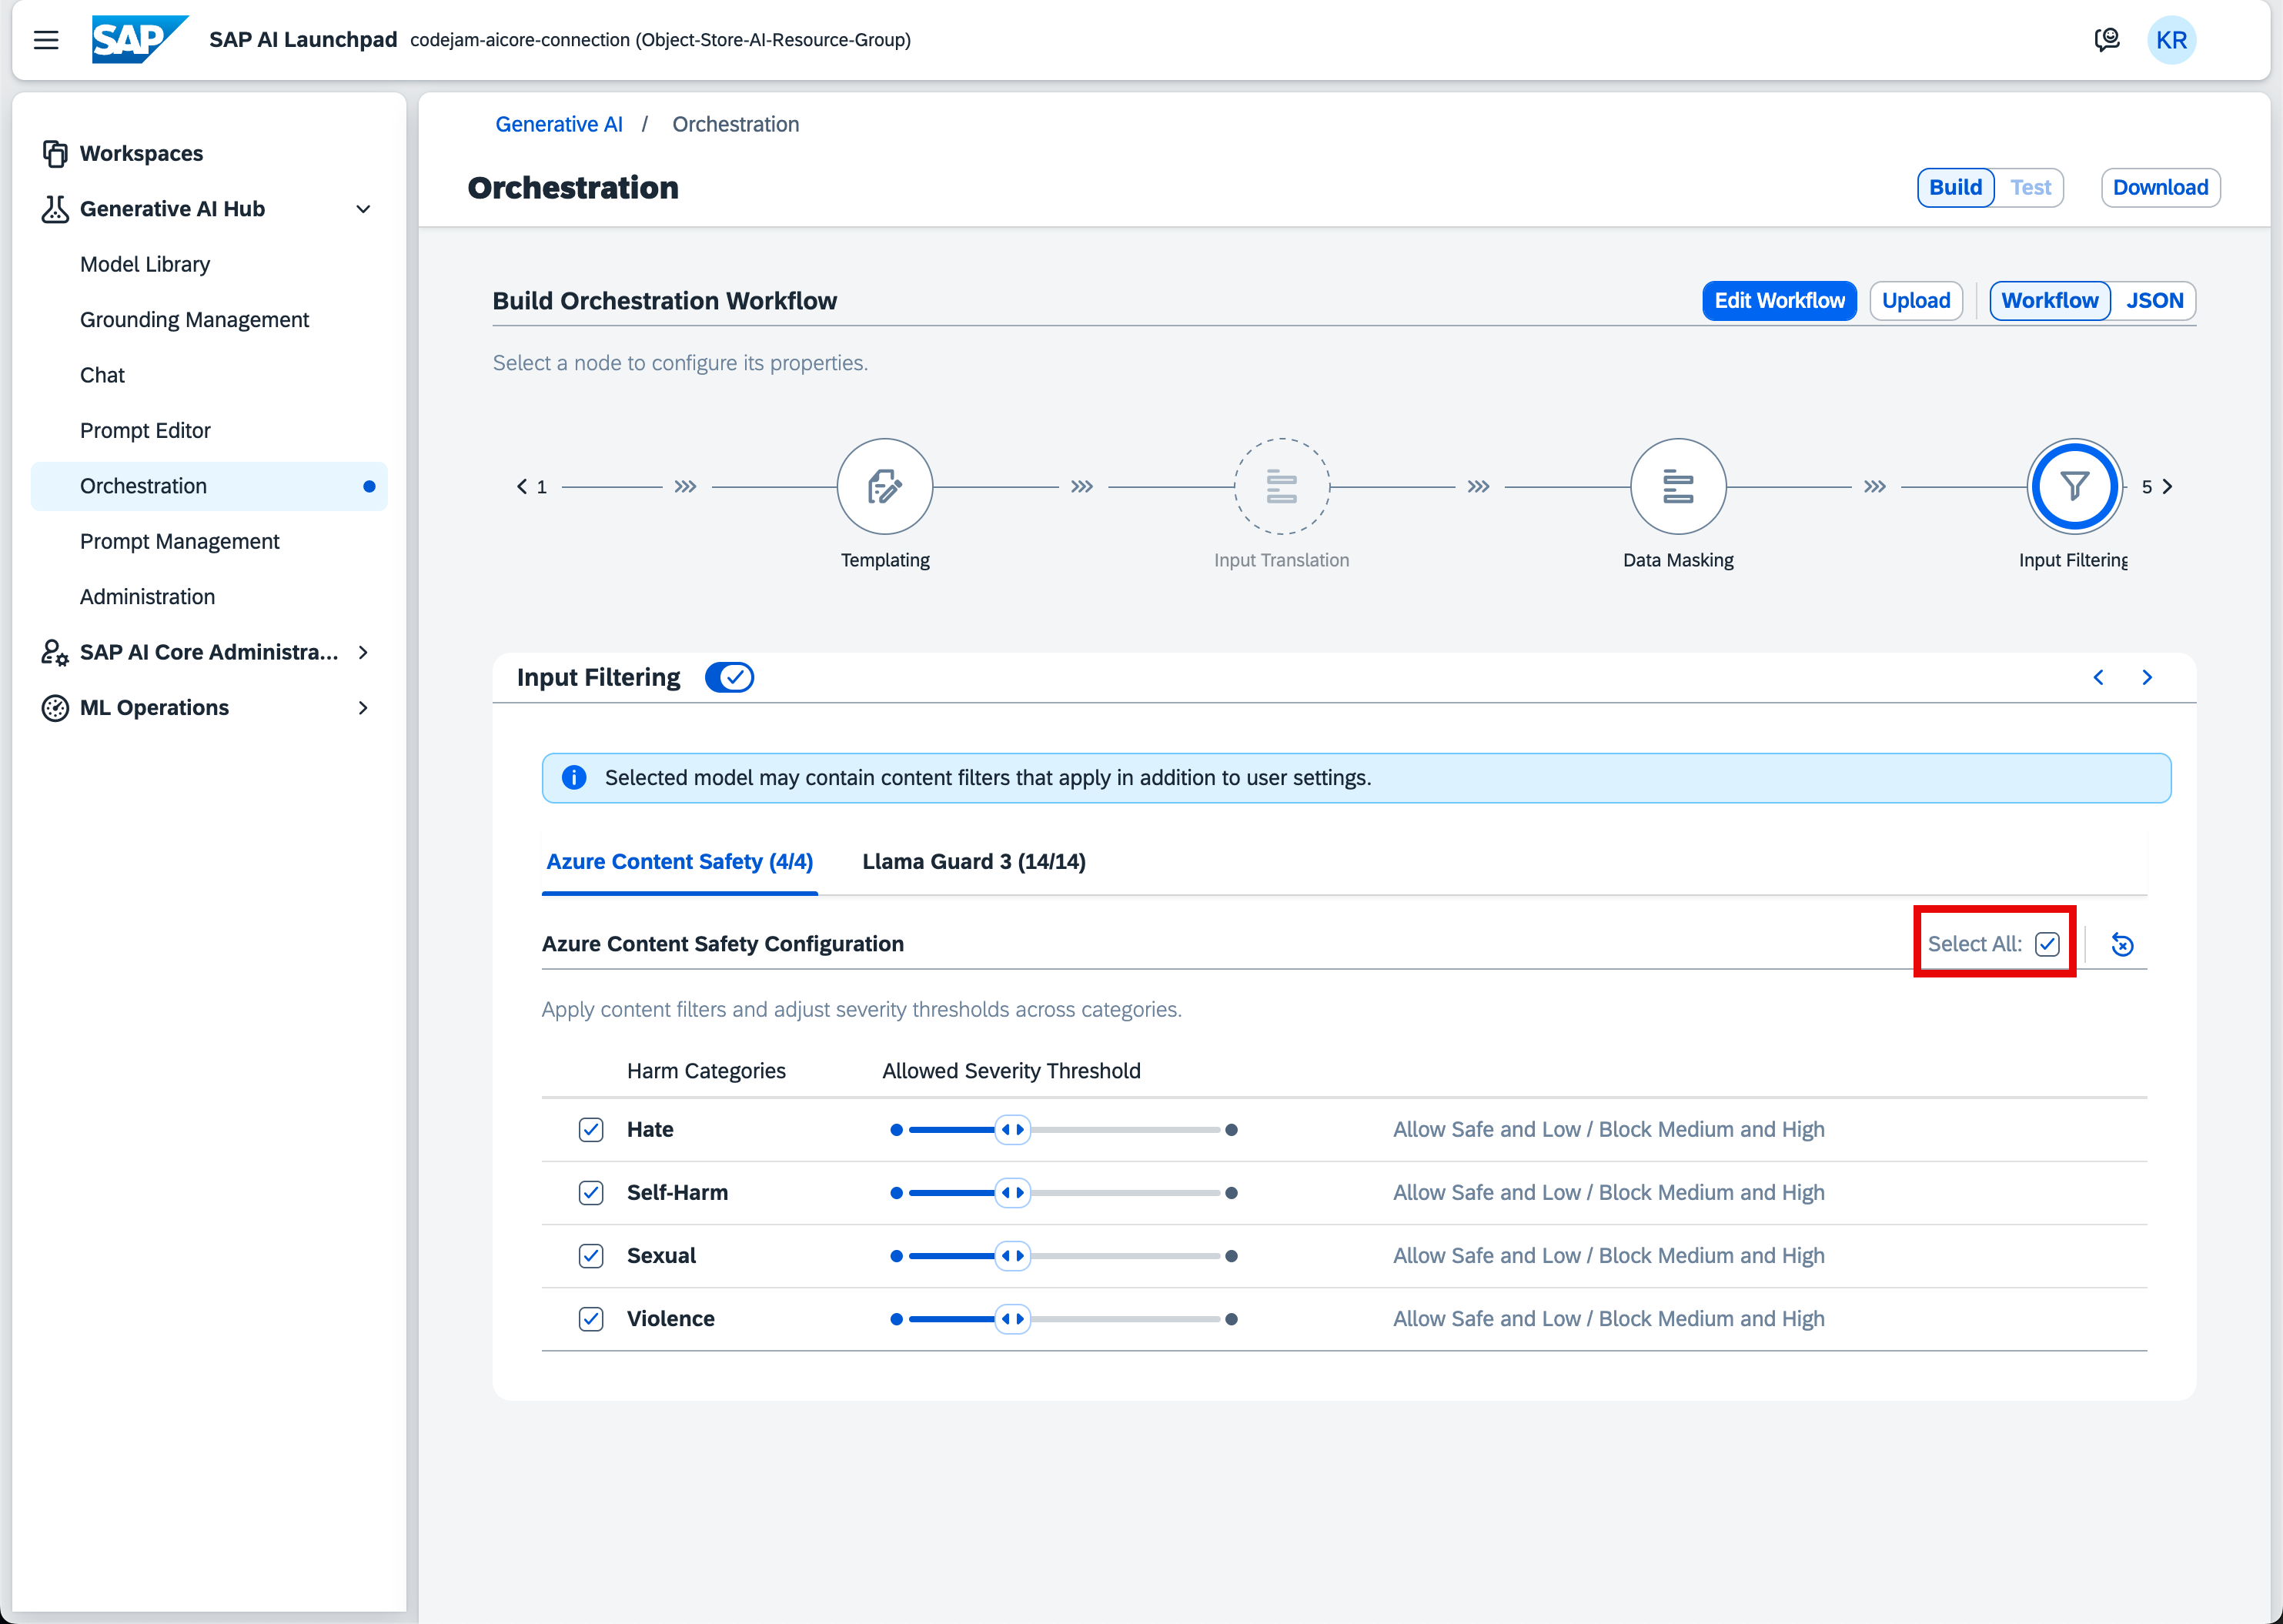 SAP
SAP AI Launchpad codejam-aicore-connection (Object-Store-AI-Resource-Group)
KR
Workspaces
Generative AI Hub
Model Library
Grounding Management
Chat
Prompt Editor
Orchestration
Prompt Management
Administration
SAP AI Core Administra...
ML Operations
Generative AI / Orchestration
Orchestration
Build Test Download
Build Orchestration Workflow
Edit Workflow Upload Workflow JSON
Select a node to configure its properties.
1
5
Templating Input Translation Data Masking Input Filtering
Input Filtering
Selected model may contain content filters that apply in addition to user settings.
Azure Content Safety (4/4) Llama Guard 3 (14/14)
Azure Content Safety Configuration
Select All:
Apply content filters and adjust severity thresholds across categories.
Harm Categories Allowed Severity Threshold
Hate Allow Safe and Low / Block Medium and High
Self-Harm Allow Safe and Low / Block Medium and High
Sexual Allow Safe and Low / Block Medium and High
Violence Allow Safe and Low / Block Medium and High